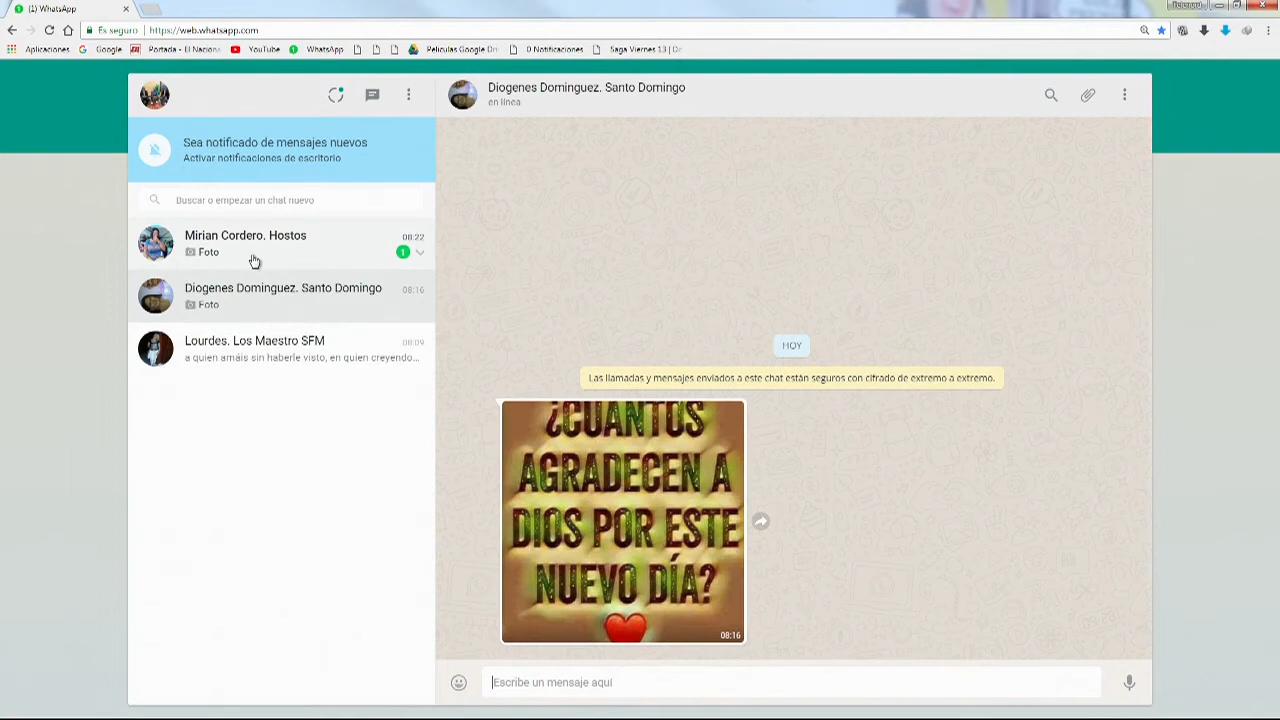 (1) WhatsApp
Es seguro
https://web.whatsapp.com
Aplicaciones
Google
Portada - El Naciona
YouTube
WhatsApp
Películas Google Dri
0 Notificaciones
Saga Viernes 13 | De
Diogenes Dominguez. Santo Domingo
en línea
Sea notificado de mensajes nuevos
Activar notificaciones de escritorio
Buscar o empezar un chat nuevo
Mirian Cordero. Hostos
08:22
Foto
1
Diogenes Dominguez. Santo Domingo
08:16
Foto
Lourdes. Los Maestro SFM
08:09
a quien amáis sin haberle visto, en quien creyendo...
HOY
Las llamadas y mensajes enviados a este chat están seguros con cifrado de extremo a extremo.
¿CUANTOS
AGRADECEN A
DIOS POR ESTE
NUEVO DÍA?
08:16
Escribe un mensaje aquí